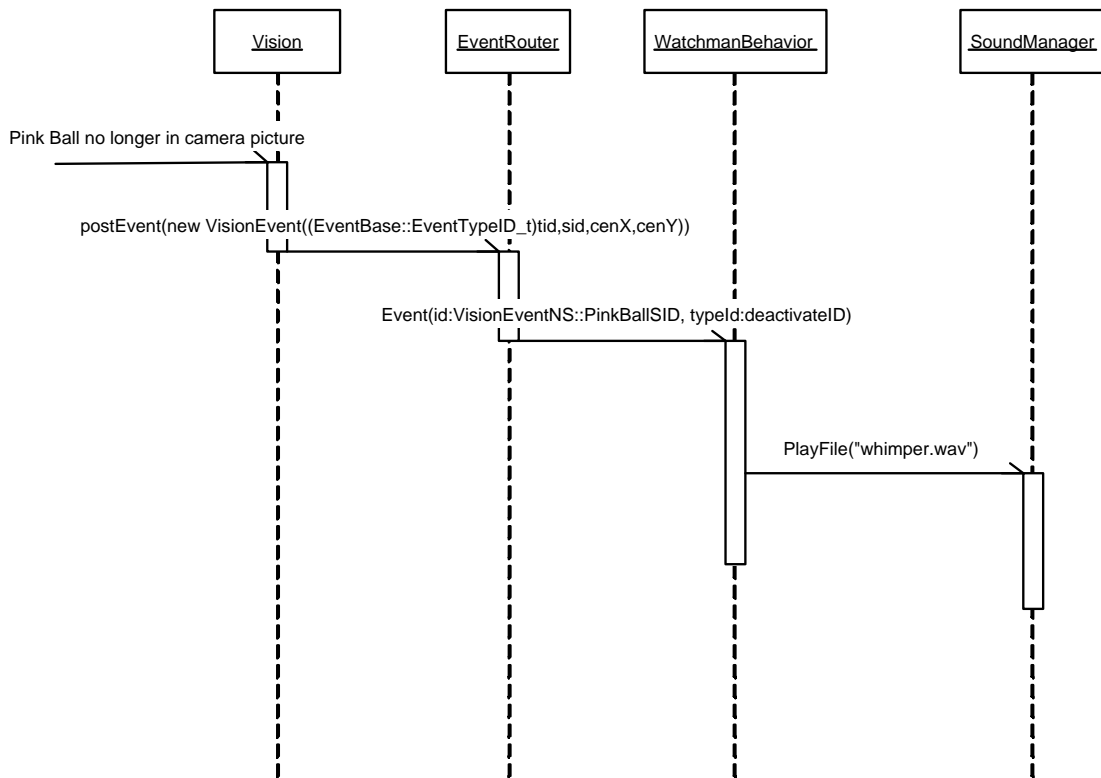 Vision
EventRouter
WatchmanBehavior
SoundManager
Pink Ball no longer in camera picture
postEvent(new VisionEvent((EventBase::EventTypeID_t)tid,sid,cenX,cenY))
Event(id:VisionEventNS::PinkBallSID, typeId:deactivateID)
PlayFile("whimper.wav")